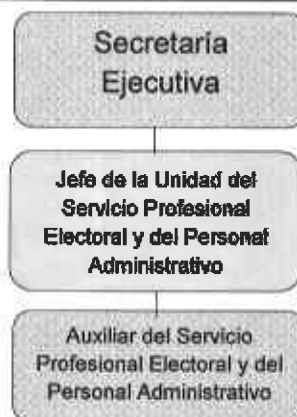 Secretaría
Ejecutiva
Jefe de la Unidad del
Servicio Profesional
Electoral y del Personal
Administrativo
Auxiliar del Servicio
Profesional Electoral y del
Personal Administrativo